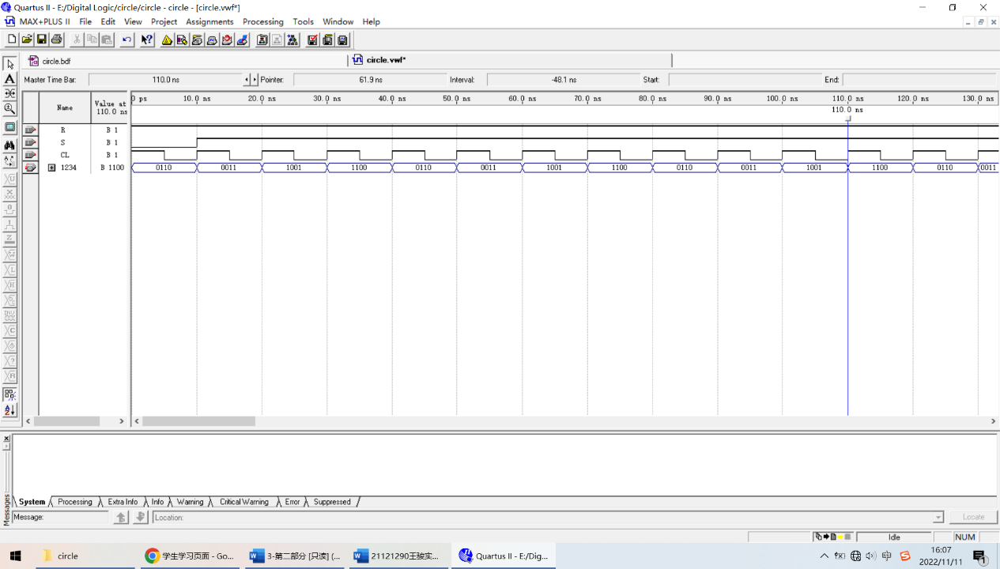 Quartus II - E:/Digital Logic/circle/circle - circle - [circle.vwf*]
MAX+PLUS II File Edit View Project Assignments Processing Tools Window Help
circle.bdf circle.vwf*
Master Time Bar: 110.0 ns Pointer: 61.9 ns Interval: -48.1 ns Start: End:
Name Value at 110.0 ns
0 ps 10.0 ns 20.0 ns 30.0 ns 40.0 ns 50.0 ns 60.0 ns 70.0 ns 80.0 ns 90.0 ns 100.0 ns 110.0 ns 120.0 ns 130.0 ns
110.0 ns
R B 1
S B 1
CL B 1
1234 B 1100 0110 0011 1001 1100 0110 0011 1001 1100 0110 0011 1001 1100 0110 0011
System Processing Extra Info Info Warning Critical Warning Error Suppressed
Messages
Message: Location: Locate
Idle NUM
circle 学生学习页面 - Go... 3-第二部分 [只读] (... 21121290王骏实... Quartus II - E:/Dig... 中 16:07
2022/11/11 1